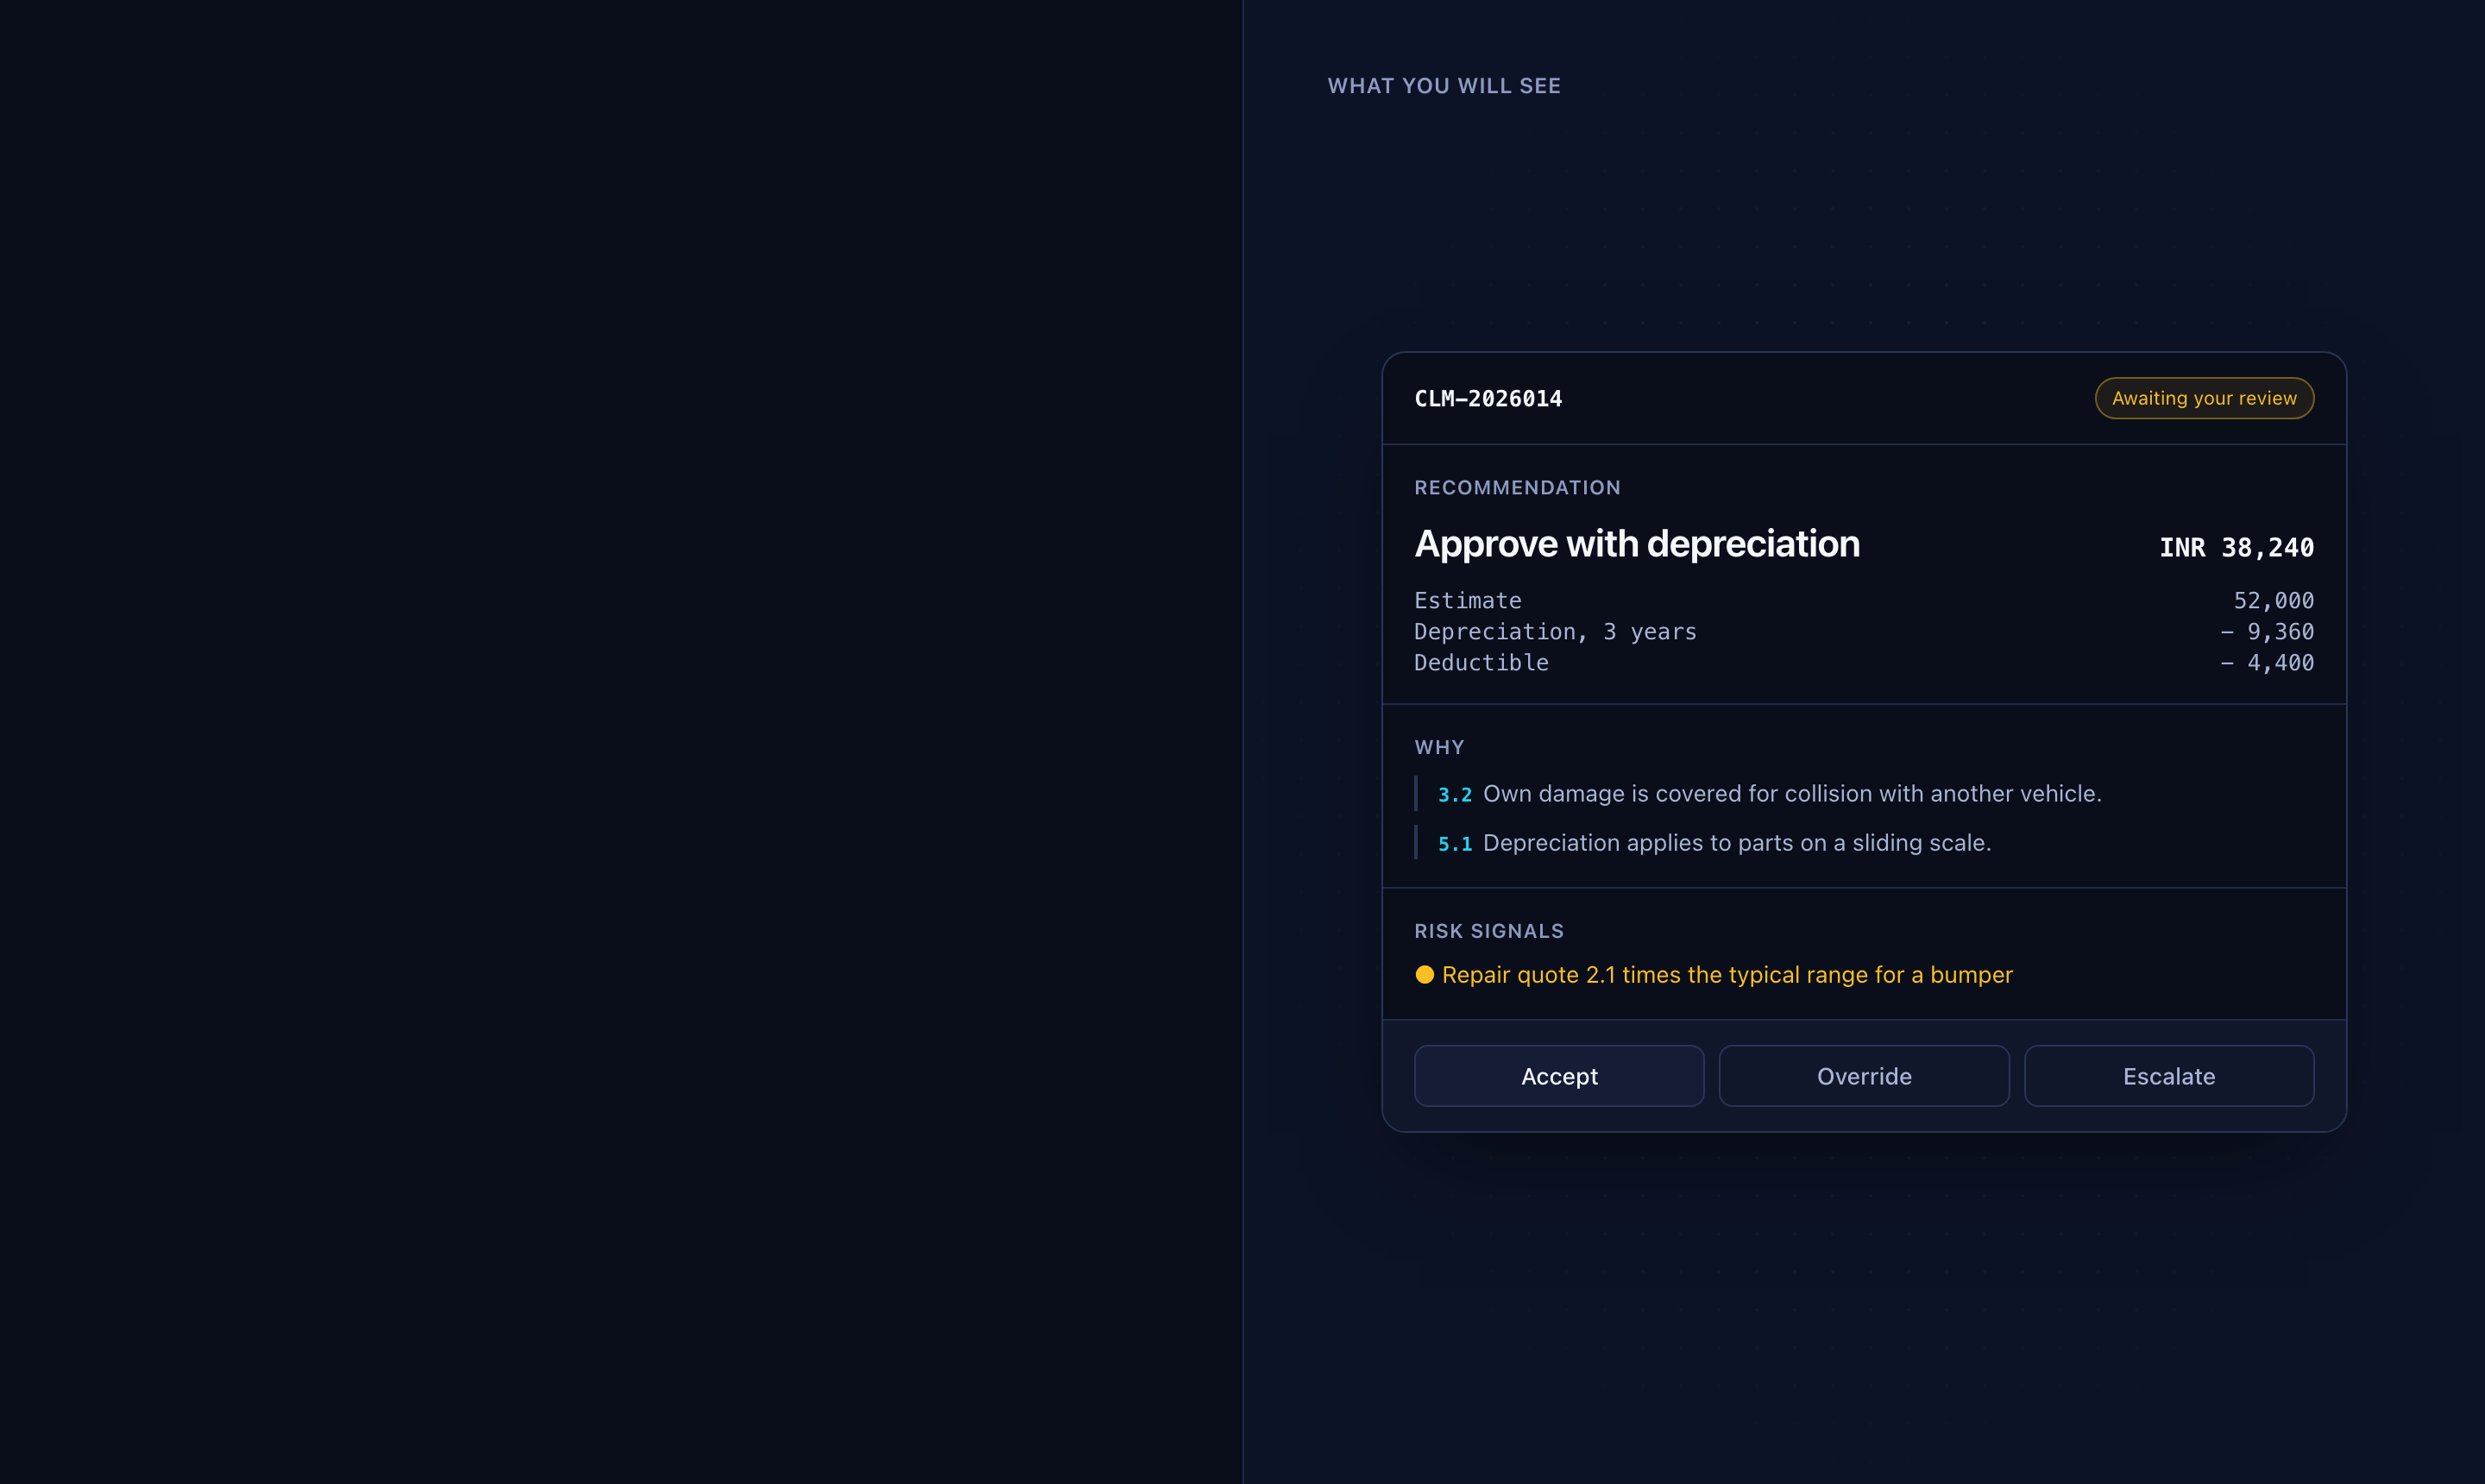 WHAT YOU WILL SEE
CLM–2026014
Awaiting your review
RECOMMENDATION
Approve with depreciation
INR 38,240
Estimate 52,000
Depreciation, 3 years – 9,360
Deductible – 4,400
WHY
3.2 Own damage is covered for collision with another vehicle.
5.1 Depreciation applies to parts on a sliding scale.
RISK SIGNALS
Repair quote 2.1 times the typical range for a bumper
Accept
Override
Escalate